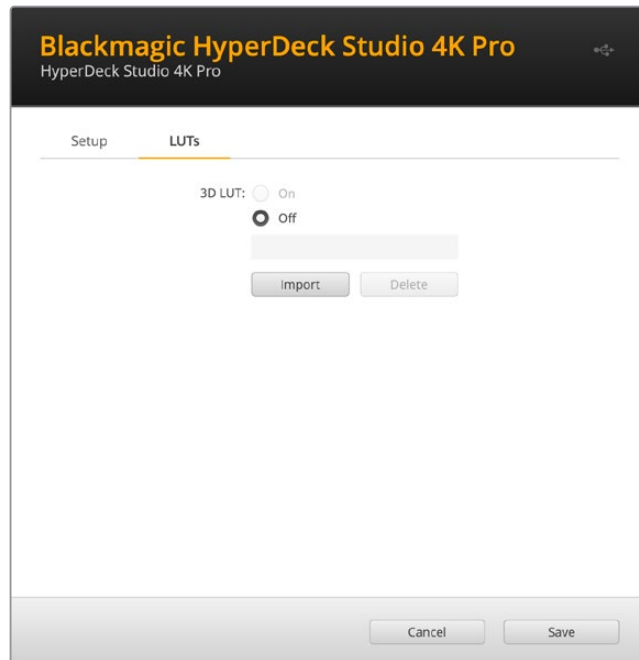 Blackmagic HyperDeck Studio 4K Pro
HyperDeck Studio 4K Pro
Setup LUTs
3D LUT: On
Off
Import Delete
Cancel Save